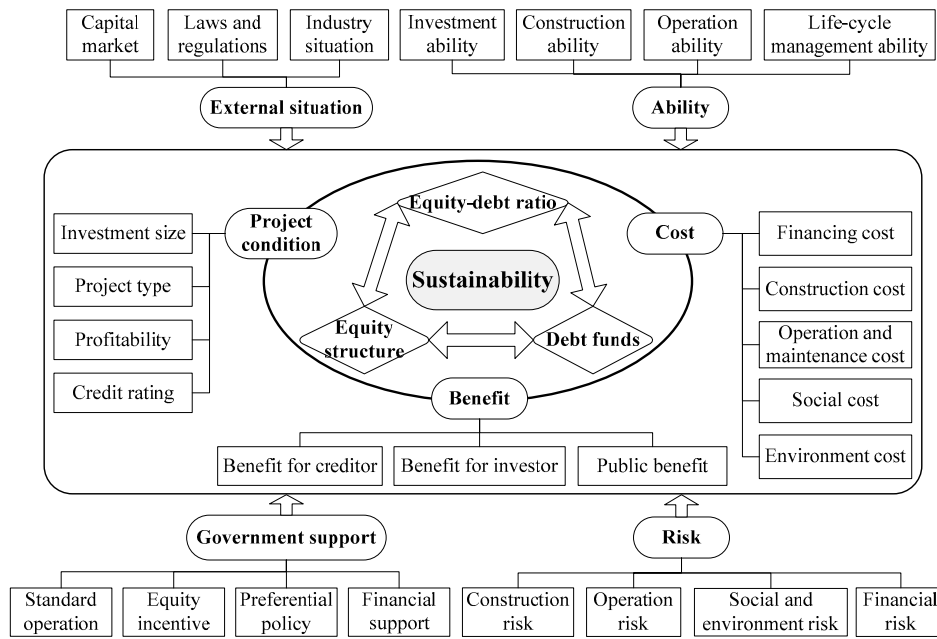 Capital
market
Laws and
regulations
Industry
situation
Investment
ability
Construction
ability
Operation
ability
Life-cycle
management ability
External situation
Ability
Equity-debt ratio
Project
condition
Cost
Investment size
Project type
Profitability
Credit rating
Sustainability
Equity
structure
Debt funds
Financing cost
Construction cost
Operation and
maintenance cost
Social cost
Environment cost
Benefit
Benefit for creditor
Benefit for investor
Public benefit
Government support
Risk
Standard
operation
Equity
incentive
Preferential
policy
Financial
support
Construction
risk
Operation
risk
Social and
environment risk
Financial
risk